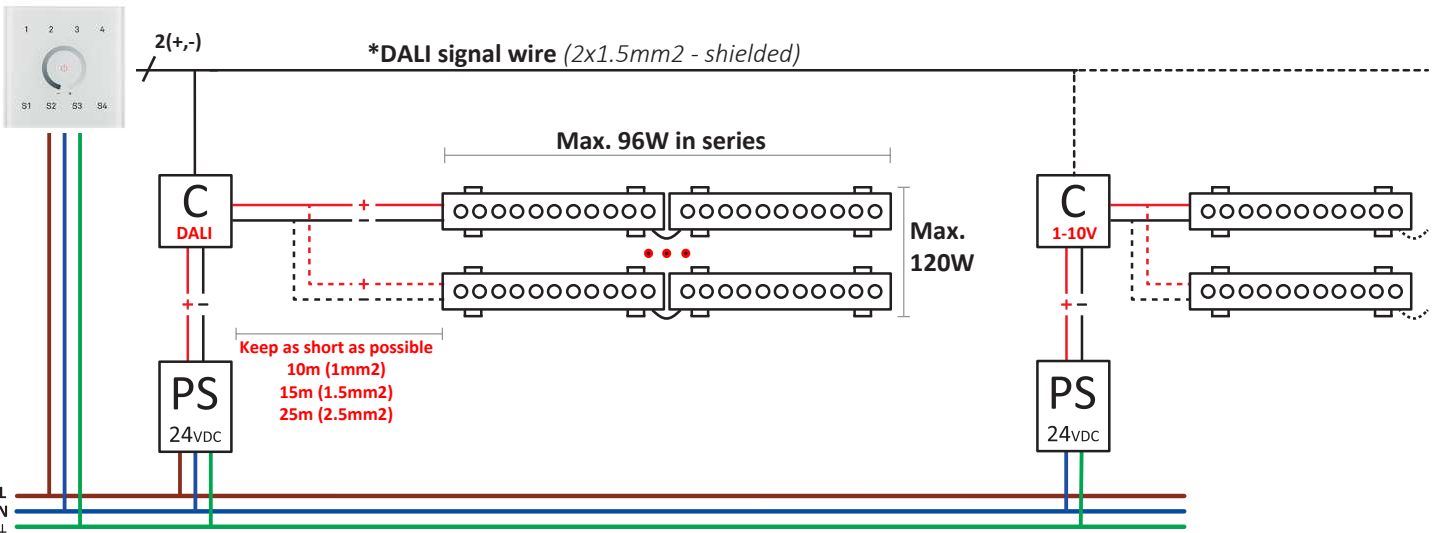 1 2 3 4
S1 S2 S3 S4
2(+,-)
*DALI signal wire (2x1.5mm2 - shielded)
Max. 96W in series
C
DALI
+
–
+
–
+ –
Max.
120W
C
1-10V
+ –
Keep as short as possible
10m (1mm2)
15m (1.5mm2)
25m (2.5mm2)
PS
24VDC
PS
24VDC
L
N